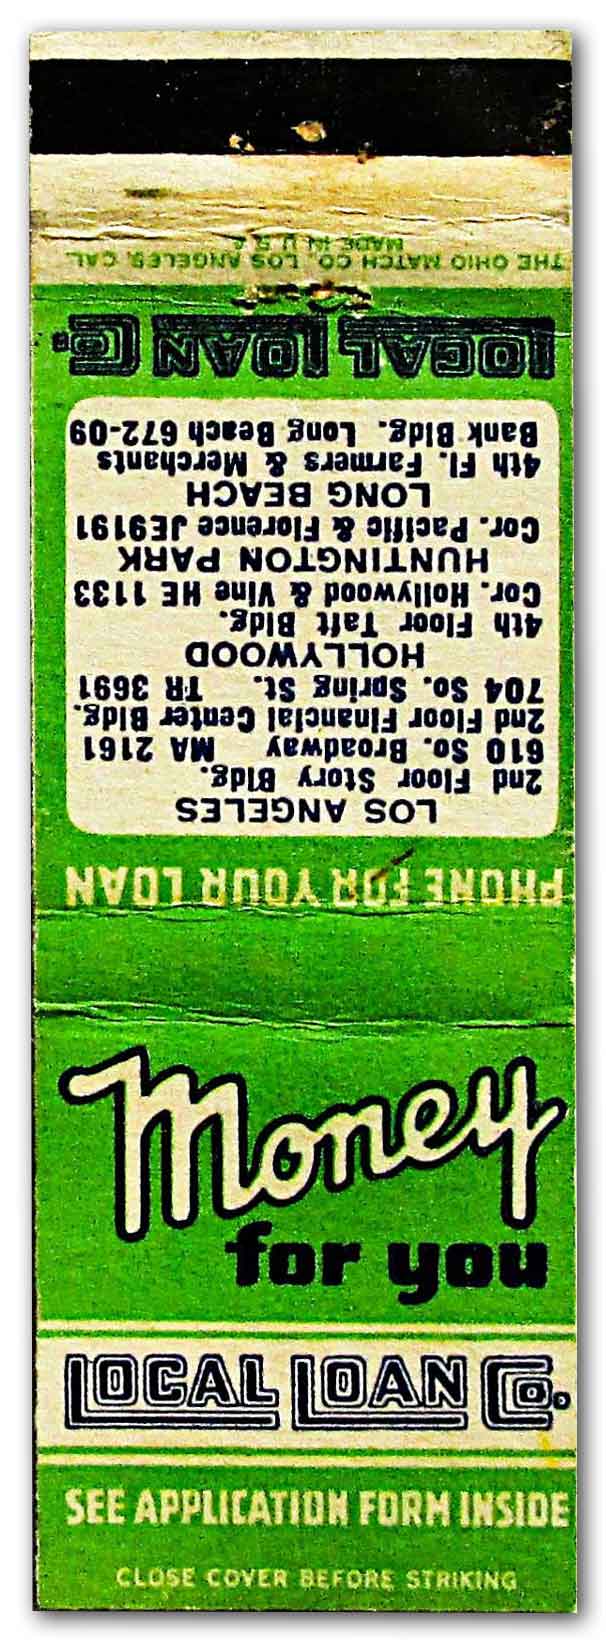 Money
for you
LOCAL LOAN CO.
SEE APPLICATION FORM INSIDE
CLOSE COVER BEFORE STRIKING
PHONE FOR YOUR LOAN
LOS ANGELES
2nd Floor Story Bldg.
610 So. Broadway MA 2161
2nd Floor Financial Center Bldg.
704 So. Spring St. TR 3691
HOLLYWOOD
4th Floor Taft Bldg.
Cor. Hollywood & Vine HE 1133
HUNTINGTON PARK
Cor. Pacific & Florence JE9191
LONG BEACH
4th Fl. Farmers & Merchants
Bank Bldg. Long Beach 672-09
LOCAL LOAN CO.
THE OHIO MATCH CO. LOS ANGELES, CAL.
MADE IN U.S.A.